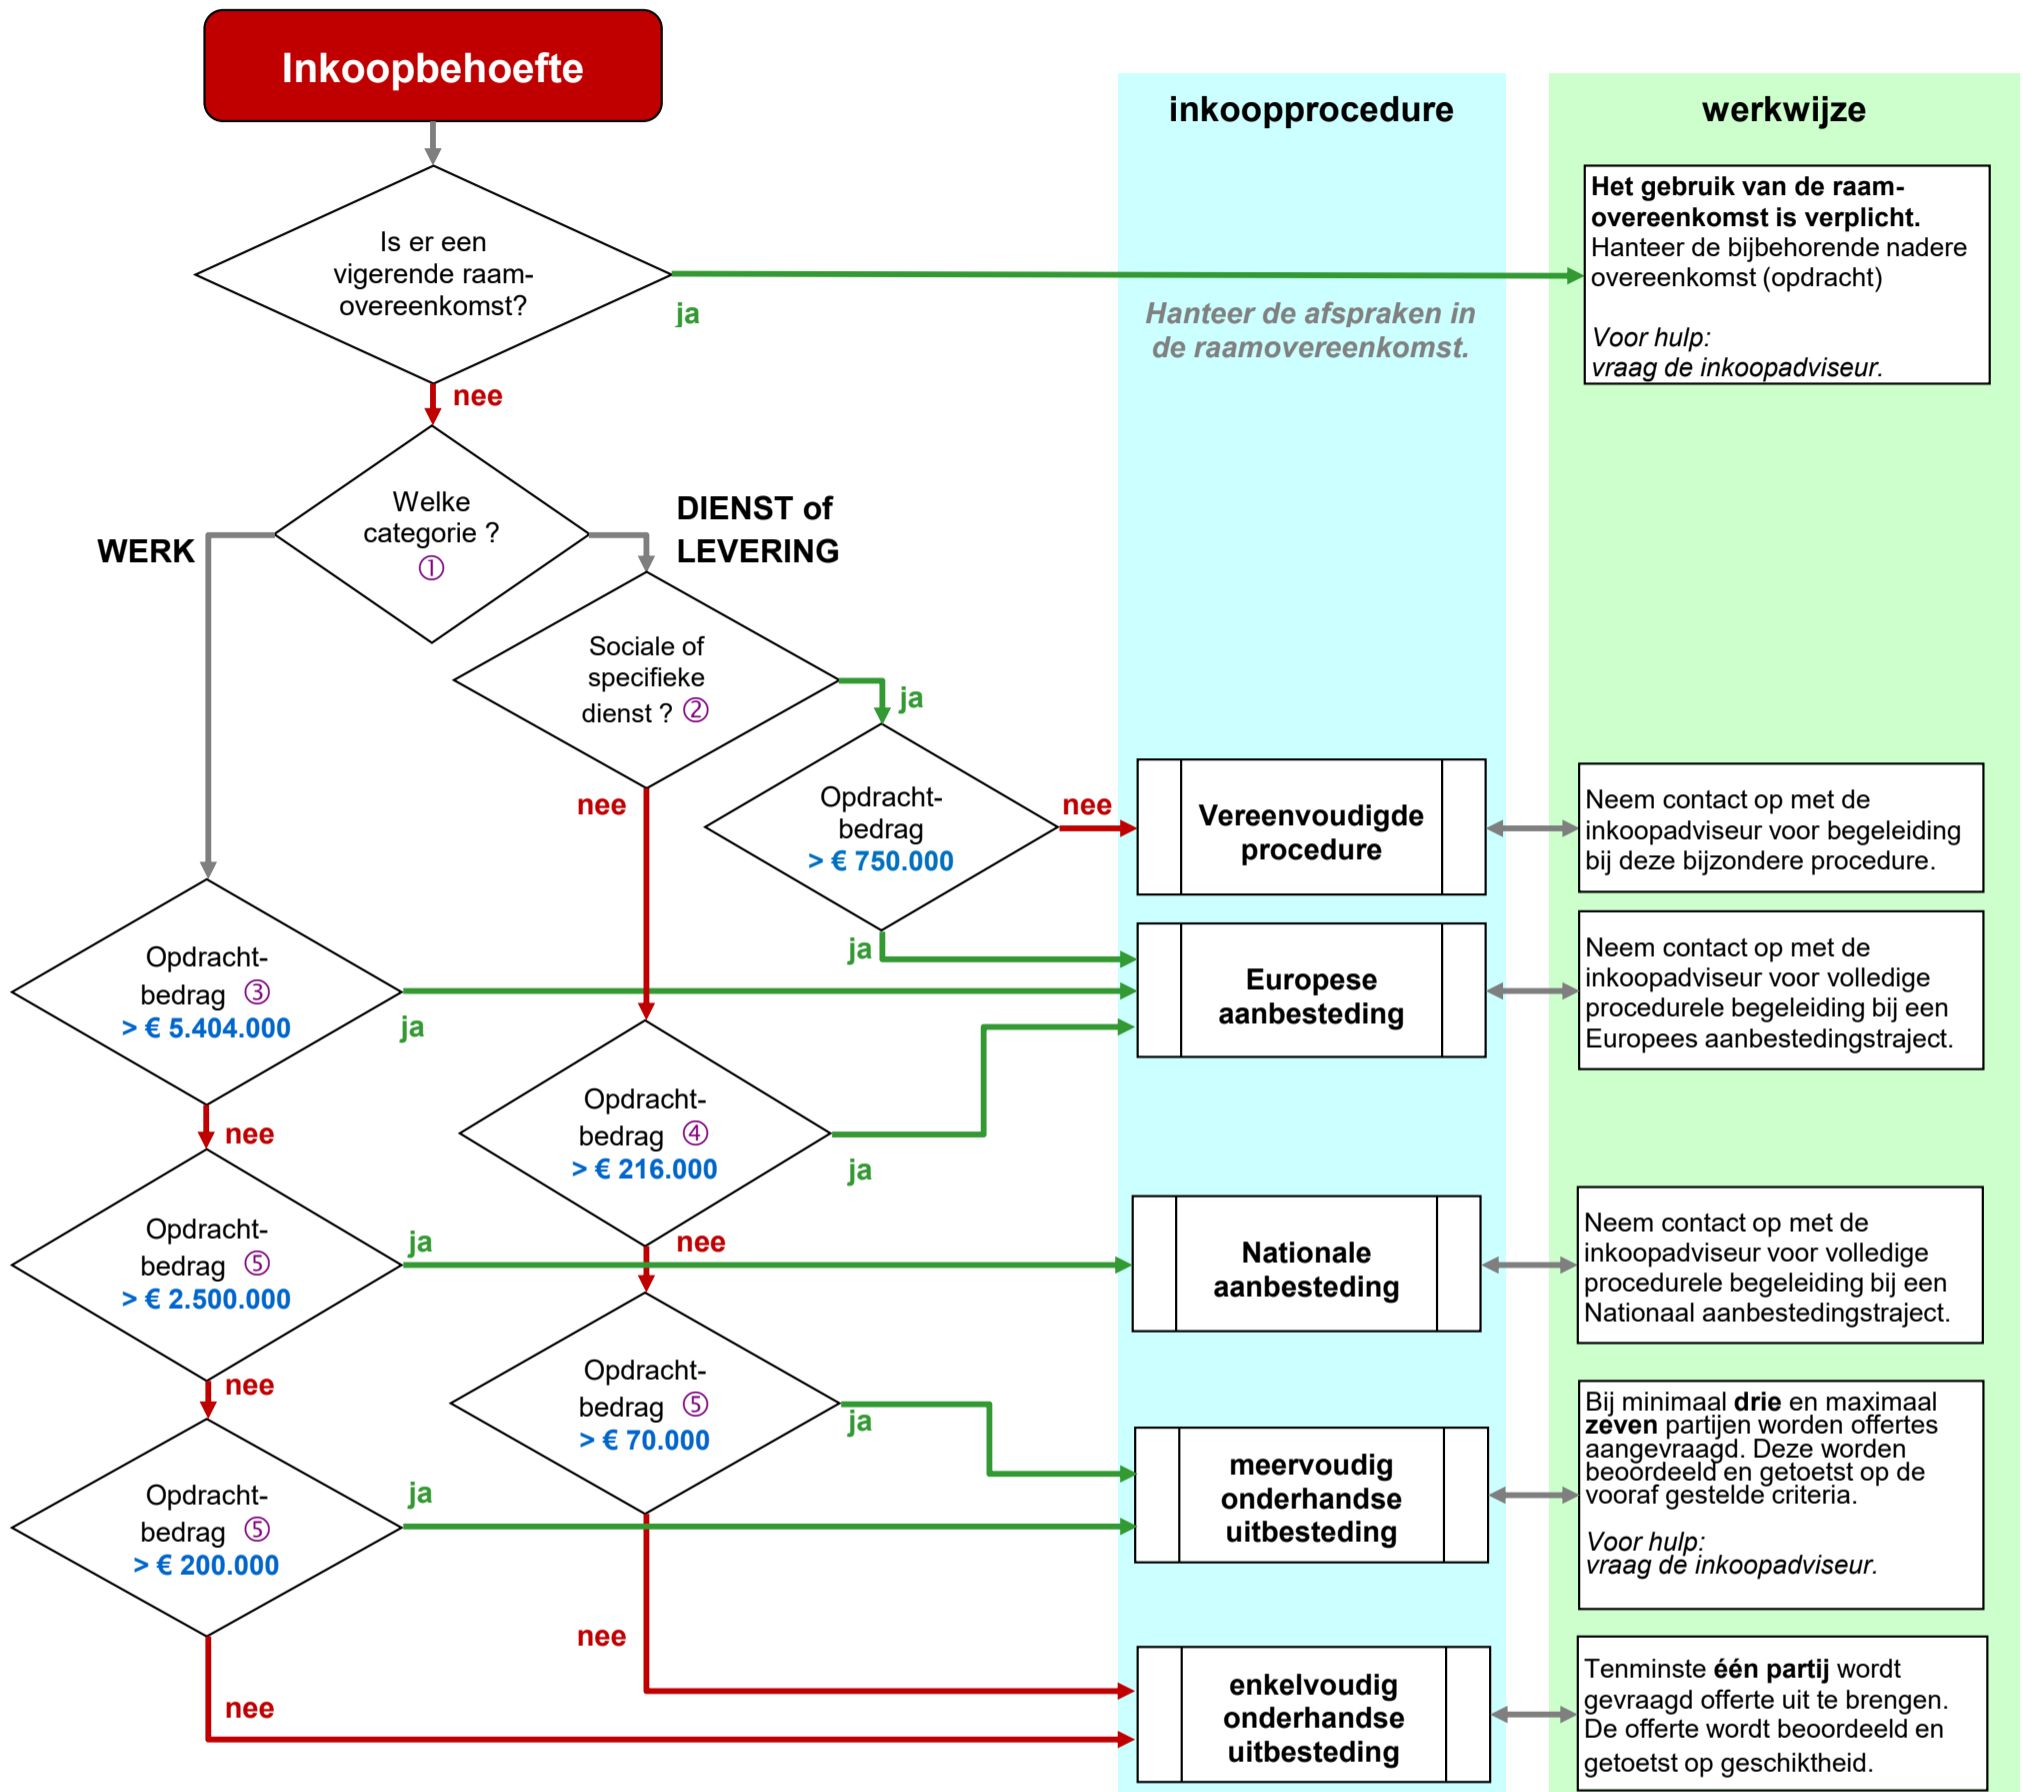 Inkoopbehoefte
inkoopprocedure
werkwijze
Is er een
vigerende raam-
overeenkomst?
ja
nee
Hanteer de afspraken in
de raamovereenkomst.
Het gebruik van de raam-
overeenkomst is verplicht.
Hanteer de bijbehorende nadere
overeenkomst (opdracht)
Voor hulp:
vraag de inkoopadviseur.
Welke
categorie ?
①
WERK
DIENST of
LEVERING
Sociale of
specifieke
dienst ? ②
ja
nee
Opdracht-
bedrag
> € 750.000
nee
ja
Vereenvoudigde
procedure
Neem contact op met de
inkoopadviseur voor begeleiding
bij deze bijzondere procedure.
Opdracht-
bedrag ③
> € 5.404.000
ja
nee
Europese
aanbesteding
Neem contact op met de
inkoopadviseur voor volledige
procedurele begeleiding bij een
Europees aanbestedingstraject.
Opdracht-
bedrag ④
> € 216.000
ja
nee
Opdracht-
bedrag ⑤
> € 2.500.000
ja
nee
Nationale
aanbesteding
Neem contact op met de
inkoopadviseur voor volledige
procedurele begeleiding bij een
Nationaal aanbestedingstraject.
Opdracht-
bedrag ⑤
> € 70.000
ja
nee
Opdracht-
bedrag ⑤
> € 200.000
ja
nee
meervoudig
onderhandse
uitbesteding
Bij minimaal drie en maximaal
zeven partijen worden offertes
aangevraagd. Deze worden
beoordeeld en getoetst op de
vooraf gestelde criteria.
Voor hulp:
vraag de inkoopadviseur.
enkelvoudig
onderhandse
uitbesteding
Tenminste één partij wordt
gevraagd offerte uit te brengen.
De offerte wordt beoordeeld en
getoetst op geschiktheid.